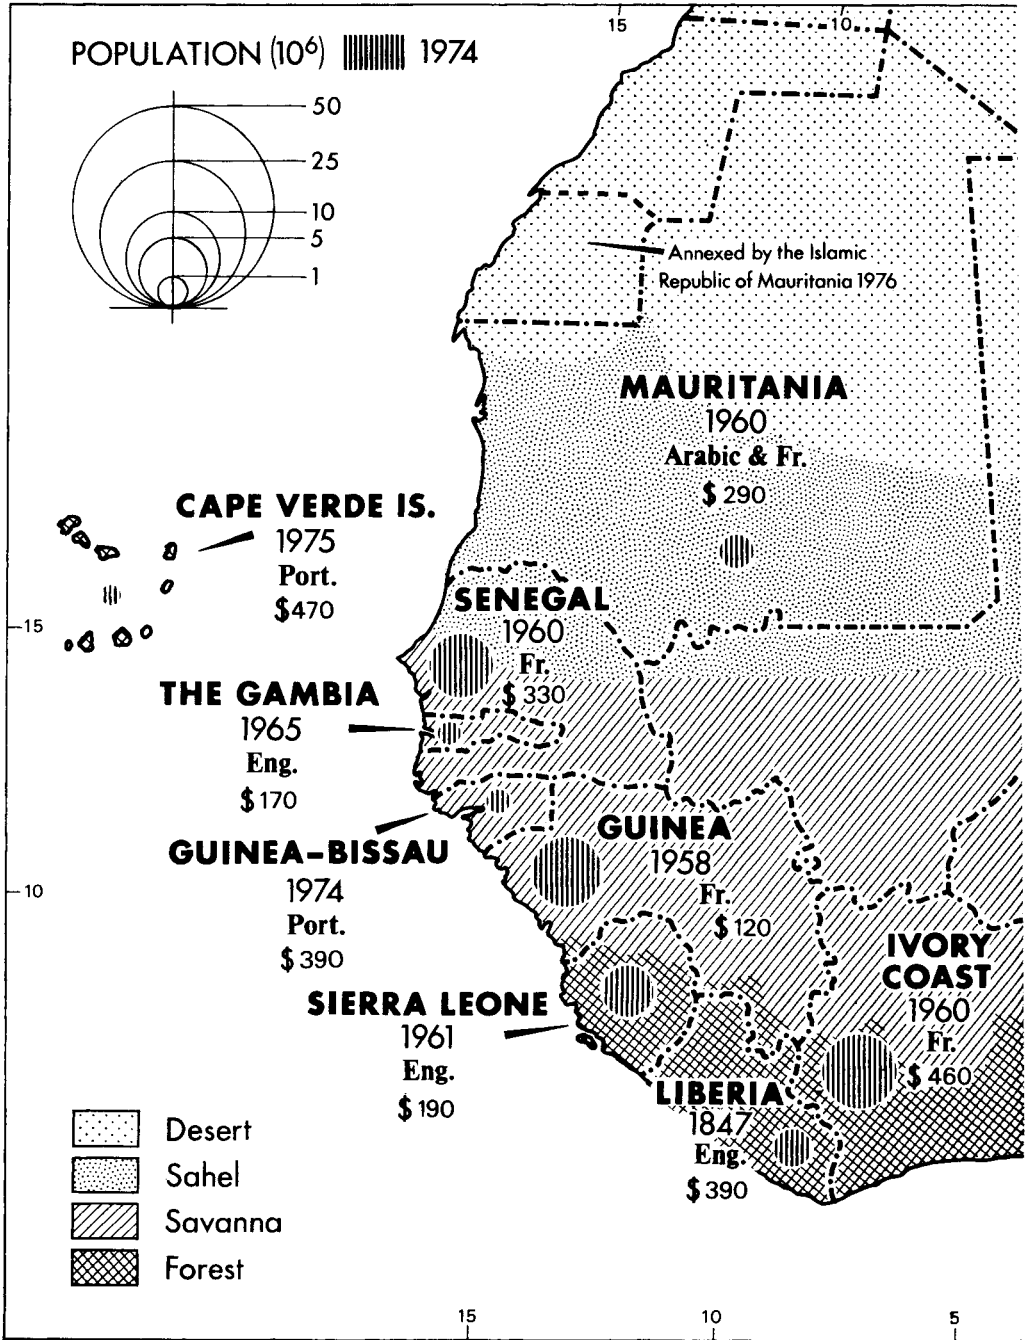 15 10
POPULATION (10⁶) 1974
50
25
10
5
1
Annexed by the Islamic
Republic of Mauritania 1976
MAURITANIA
1960
Arabic & Fr.
$290
CAPE VERDE IS.
1975
Port.
$470
SENEGAL
1960
Fr.
$330
15
THE GAMBIA
1965
Eng.
$170
GUINEA
1958
Fr.
$120
GUINEA-BISSAU
1974
Port.
$390
10
IVORY
COAST
1960
Fr.
$460
SIERRA LEONE
1961
Eng.
$190
LIBERIA
1847
Eng.
$390
Desert
Sahel
Savanna
Forest
15 10 5